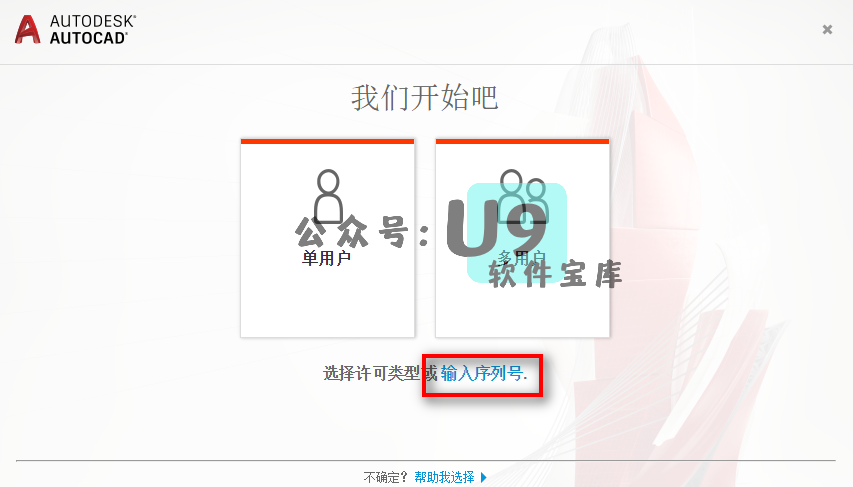 AUTODESK®
AUTOCAD®
我们开始吧
公众号：U9
软件宝库
单用户
多用户
选择许可类型或 输入序列号.
不确定？ 帮助我选择